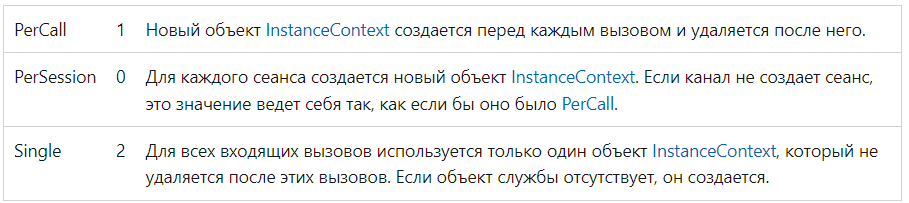 PerCall 1 Новый объект InstanceContext создается перед каждым вызовом и удаляется после него.
PerSession 0 Для каждого сеанса создается новый объект InstanceContext. Если канал не создает сеанс,
это значение ведет себя так, как если бы оно было PerCall.
Single 2 Для всех входящих вызовов используется только один объект InstanceContext, который не
удаляется после этих вызовов. Если объект службы отсутствует, он создается.